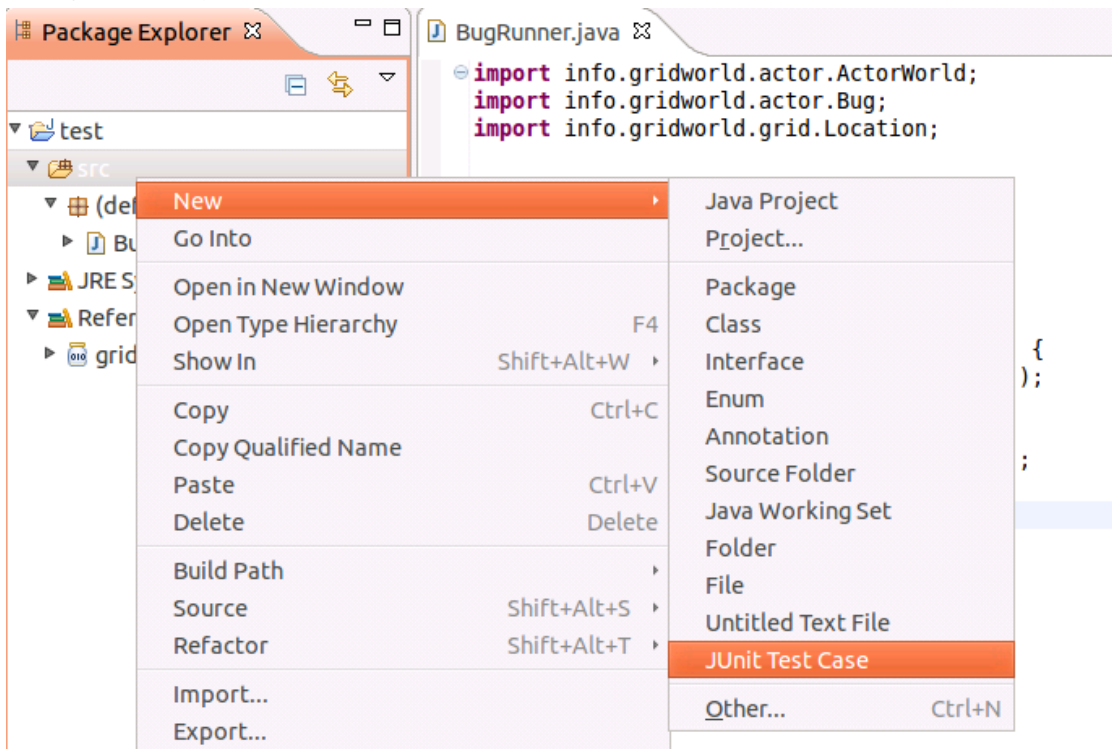 Package Explorer
BugRunner.java
import info.gridworld.actor.ActorWorld;
import info.gridworld.actor.Bug;
import info.gridworld.grid.Location;
test
src
(def
Bu
JRE S
Refer
grid
New
Go Into
Open in New Window
Open Type Hierarchy F4
Show In Shift+Alt+W
Copy Ctrl+C
Copy Qualified Name
Paste Ctrl+V
Delete Delete
Build Path
Source Shift+Alt+S
Refactor Shift+Alt+T
Import...
Export...
Java Project
Project...
Package
Class
Interface
Enum
Annotation
Source Folder
Java Working Set
Folder
File
Untitled Text File
JUnit Test Case
Other... Ctrl+N
{
);
;